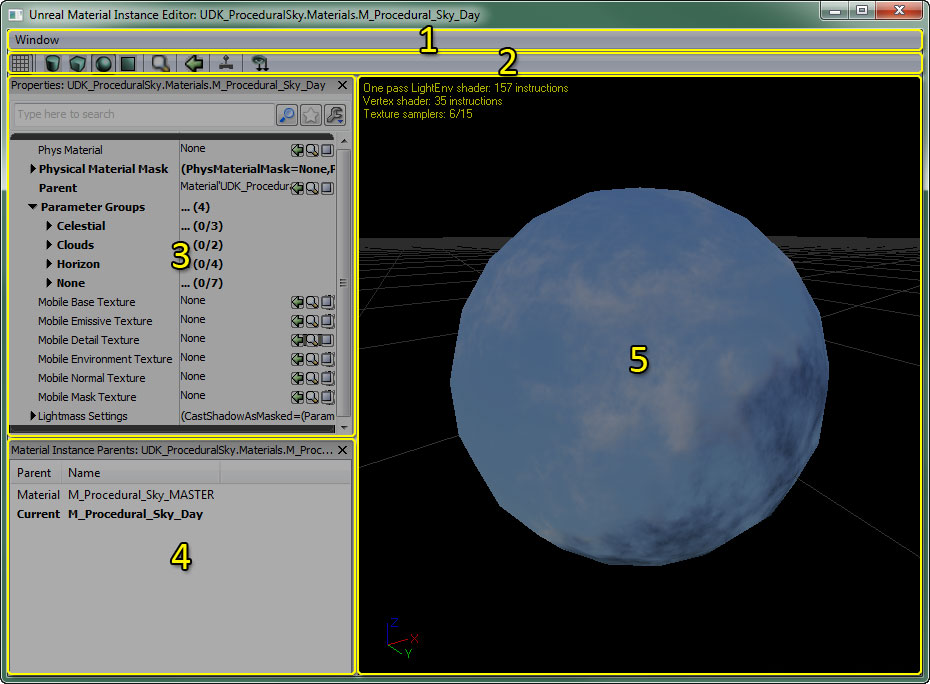 Unreal Material Instance Editor: UDK_ProceduralSky.Materials.M_Procedural_Sky_Day
Window
1
2
Properties: UDK_ProceduralSky.Materials.M_Procedural_Sky_Day
Type here to search
Phys Material None
Physical Material Mask (PhysMaterialMask=None,P
Parent Material'UDK_Procedura
Parameter Groups ... (4)
Celestial ... (0/3)
Clouds ... (0/2)
Horizon ... (0/4)
None ... (0/7)
3
Mobile Base Texture None
Mobile Emissive Texture None
Mobile Detail Texture None
Mobile Environment Texture None
Mobile Normal Texture None
Mobile Mask Texture None
Lightmass Settings (CastShadowAsMasked=(Param
Material Instance Parents: UDK_ProceduralSky.Materials.M_Proc...
Parent Name
Material M_Procedural_Sky_MASTER
Current M_Procedural_Sky_Day
4
One pass LightEnv shader: 157 instructions
Vertex shader: 35 instructions
Texture samplers: 6/15
5
Z
X
Y